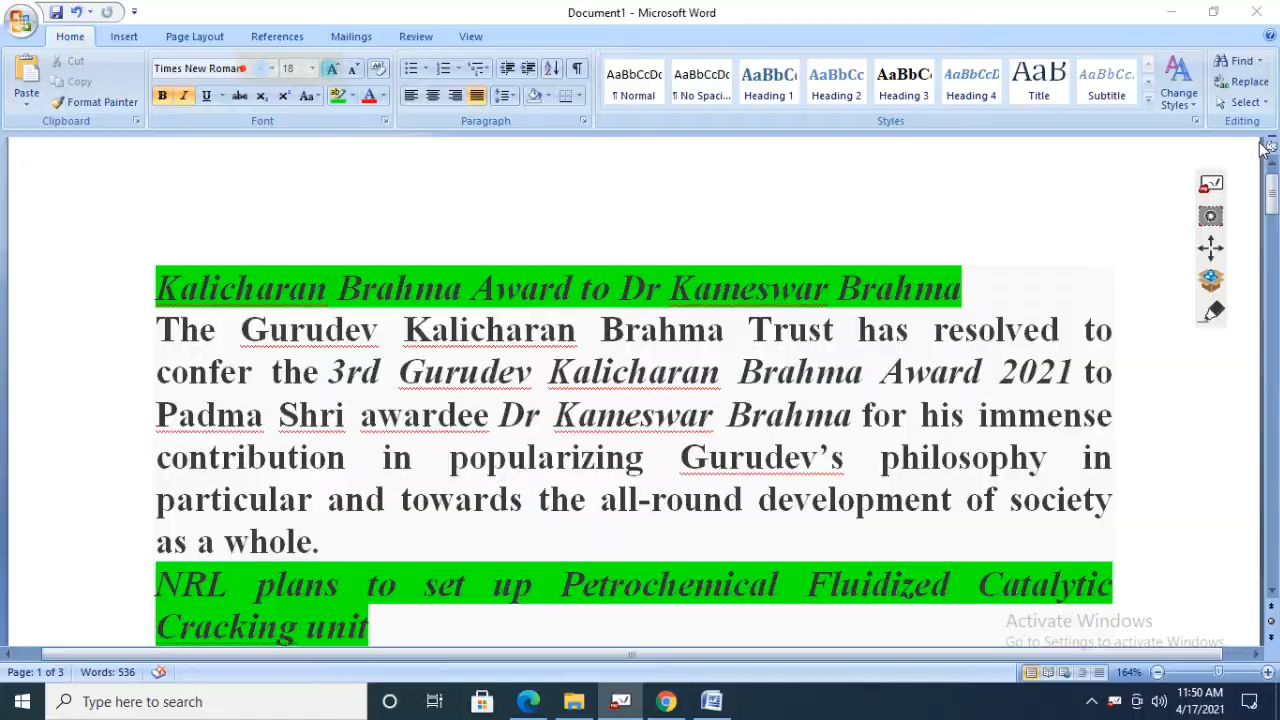 Document1 - Microsoft Word
Home Insert Page Layout References Mailings Review View
Paste Cut Copy Format Painter Clipboard
Times New Roman 18 Font
Paragraph
AaBbCcDc ¶ Normal AaBbCcDc ¶ No Spaci... AaBbC Heading 1 AaBbCc Heading 2 AaBbC Heading 3 AaBbCcD Heading 4 AaB Title AaBbCc. Subtitle Change Styles Styles
Find Replace Select Editing
Kalicharan Brahma Award to Dr Kameswar Brahma
The Gurudev Kalicharan Brahma Trust has resolved to
confer the 3rd Gurudev Kalicharan Brahma Award 2021 to
Padma Shri awardee Dr Kameswar Brahma for his immense
contribution in popularizing Gurudev’s philosophy in
particular and towards the all-round development of society
as a whole.
NRL plans to set up Petrochemical Fluidized Catalytic
Cracking unit
Activate Windows
Go to Settings to activate Windows.
Page: 1 of 3 Words: 536 164%
Type here to search
11:50 AM
4/17/2021